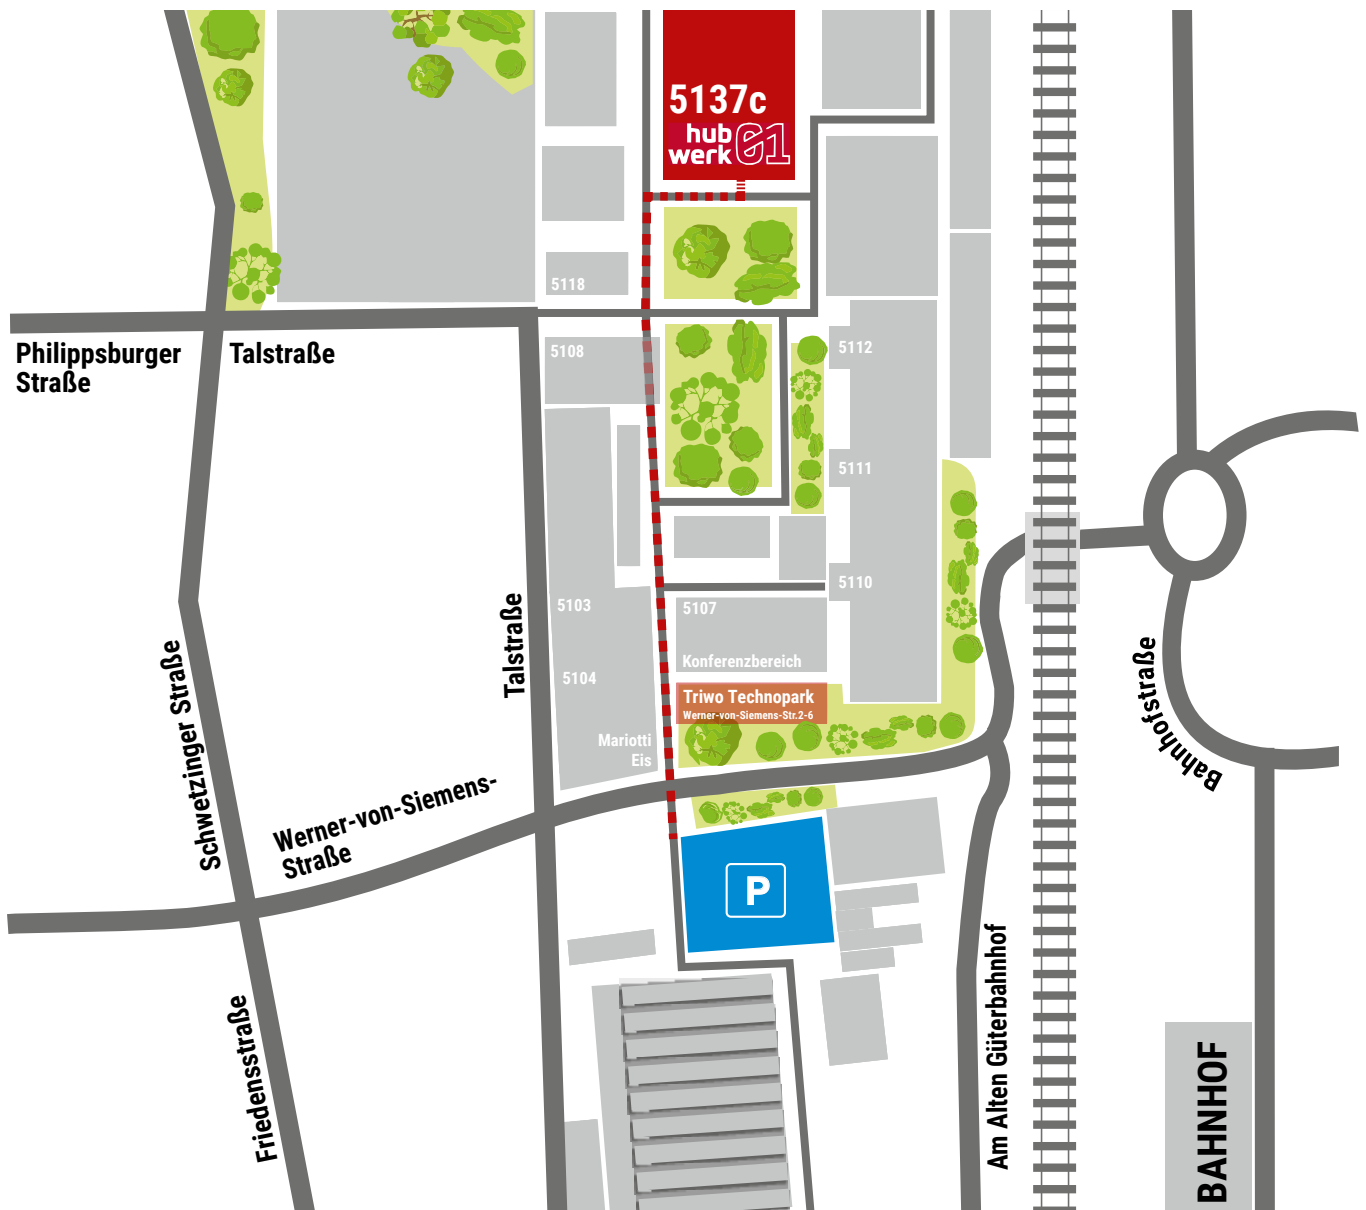 5137c
hub
werk 01
5118
Philippsburger
Straße
Talstraße
5108
5112
5111
5110
5103
5107
Konferenzbereich
5104
Triwo Technopark
Werner-von-Siemens-Str.2-6
Mariotti
Eis
Talstraße
Schwetzinger Straße
Werner-von-Siemens-
Straße
Bahnhofstraße
P
Friedensstraße
Am Alten Güterbahnhof
BAHNHOF